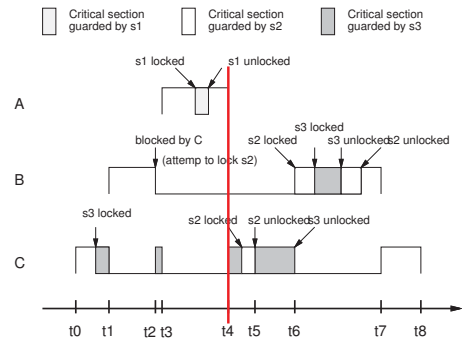 Critical section
guarded by s1
Critical section
guarded by s2
Critical section
guarded by s3
s1 locked
s1 unlocked
A
blocked by C
(attemp to lock s2)
s3 locked
s2 locked
s3 unlocked
s2 unlocked
B
s3 locked
s2 locked
s2 unlocked
s3 unlocked
C
t0 t1 t2 t3 t4 t5 t6 t7 t8